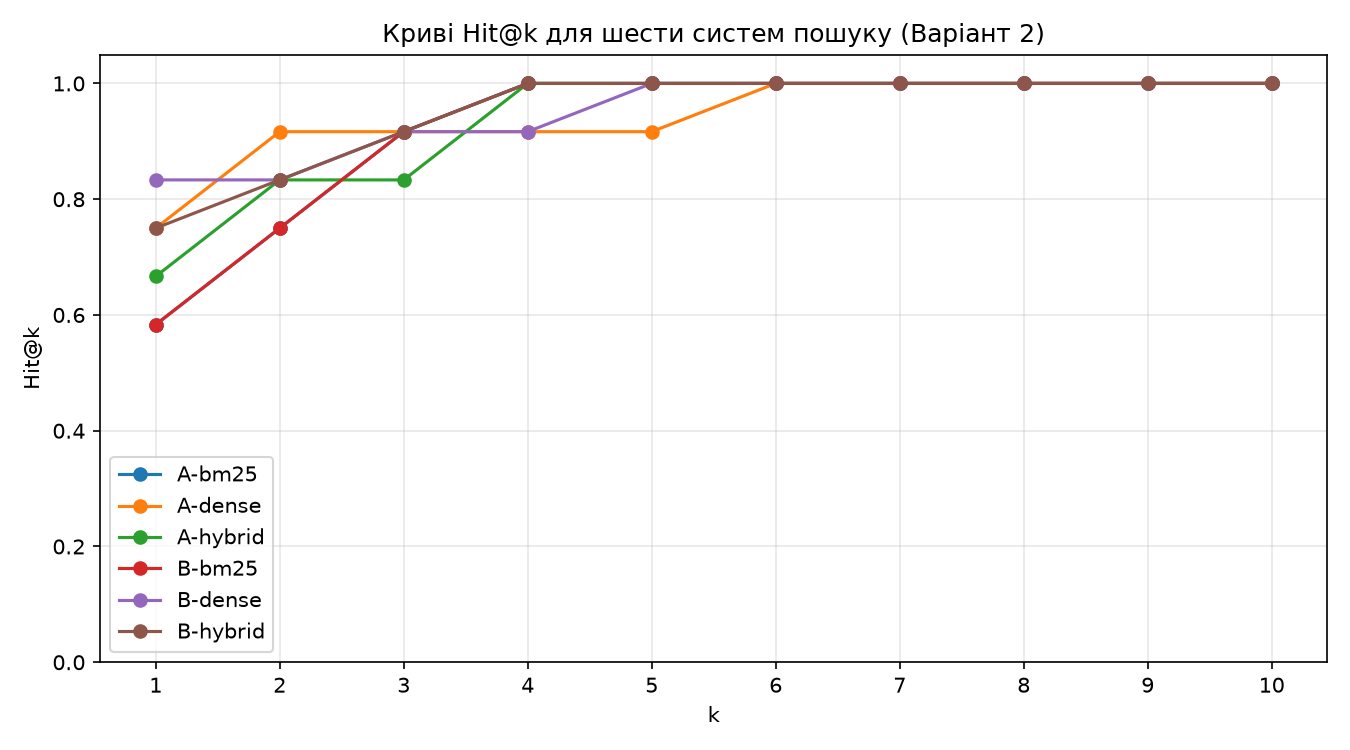 Криві Hit@k для шести систем пошуку (Варіант 2)
Hit@k
1.0
0.8
0.6
0.4
0.2
0.0
A-bm25
A-dense
A-hybrid
B-bm25
B-dense
B-hybrid
1 2 3 4 5 6 7 8 9 10
k